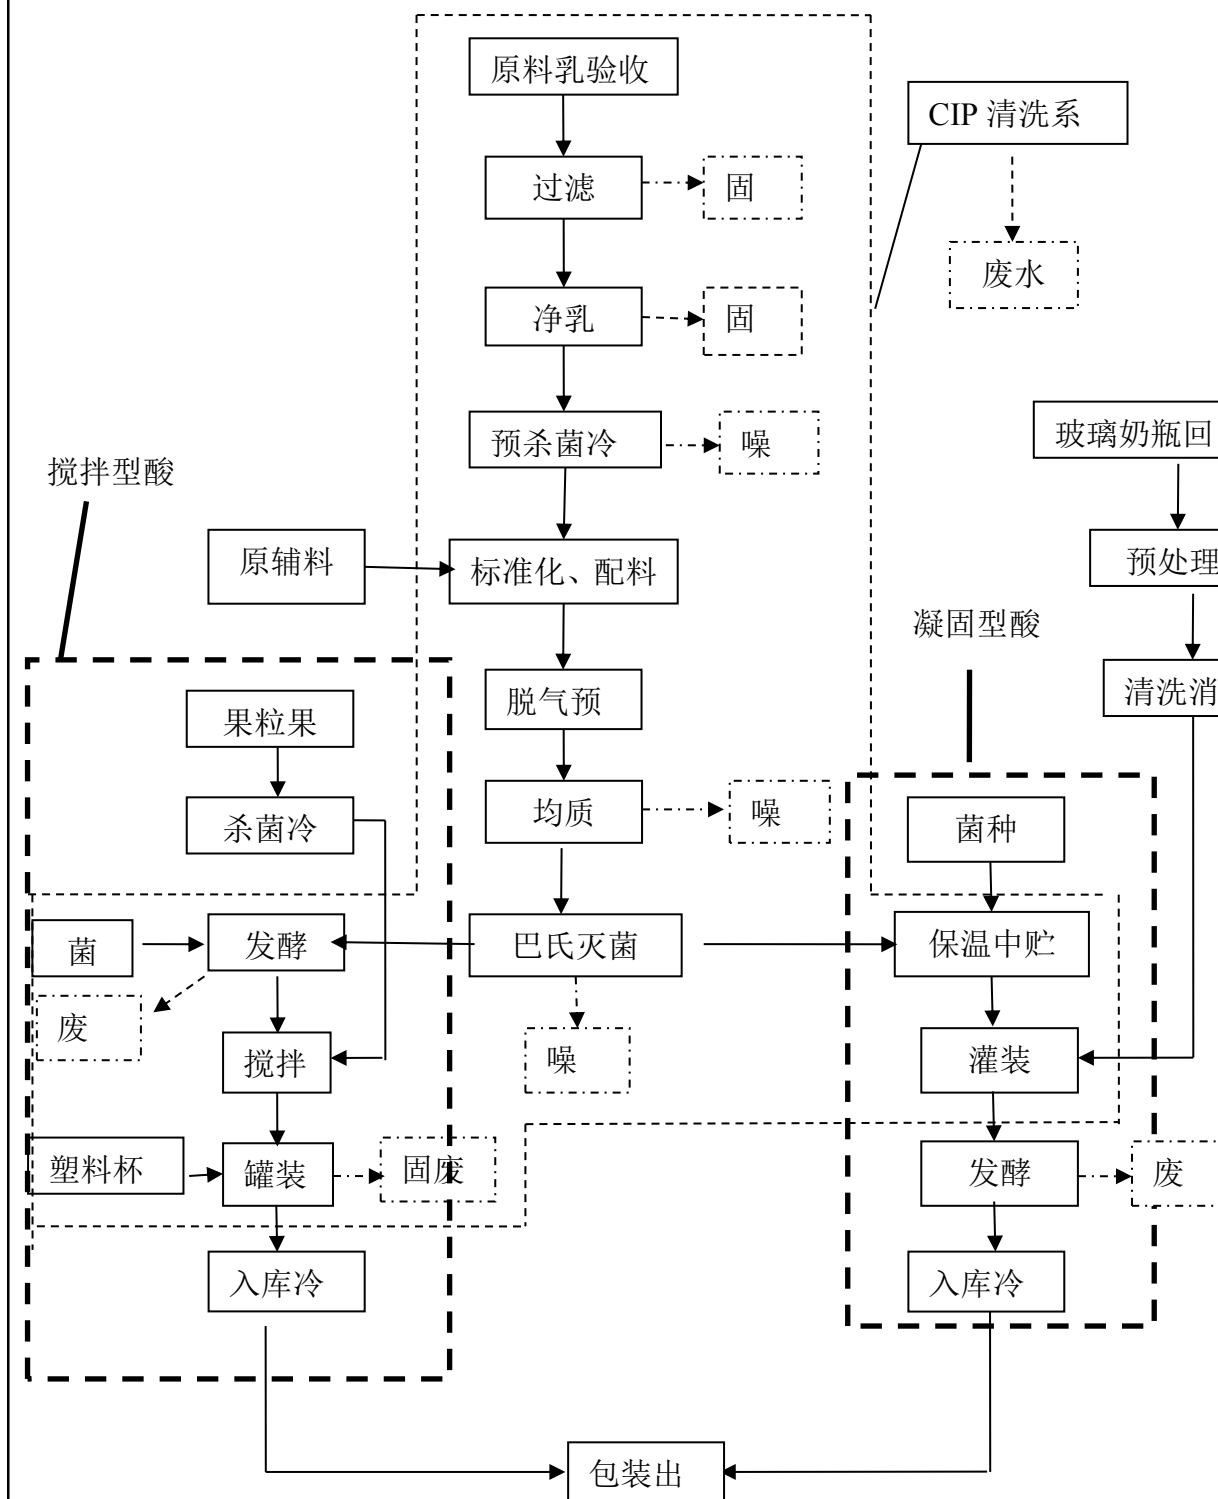 原料乳验收
CIP 清洗系
过滤
固
废水
净乳
固
预杀菌冷
噪
玻璃奶瓶回
搅拌型酸
原辅料
标准化、配料
预处理
凝固型酸
脱气预
清洗消
果粒果
均质
噪
菌种
杀菌冷
菌
发酵
巴氏灭菌
保温中贮
废
搅拌
噪
灌装
塑料杯
罐装
固废
发酵
废
入库冷
入库冷
包装出